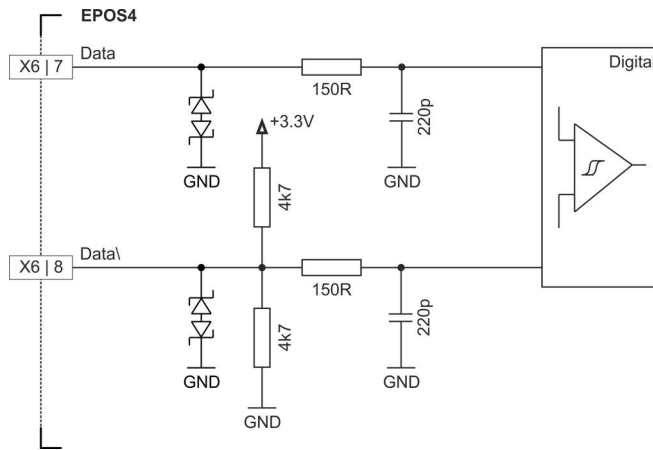 EPOS4
X6 | 7
Data
Digital
150R
220p
GND
+3.3V
GND
4k7
X6 | 8
Data\
150R
220p
4k7
GND
GND
GND